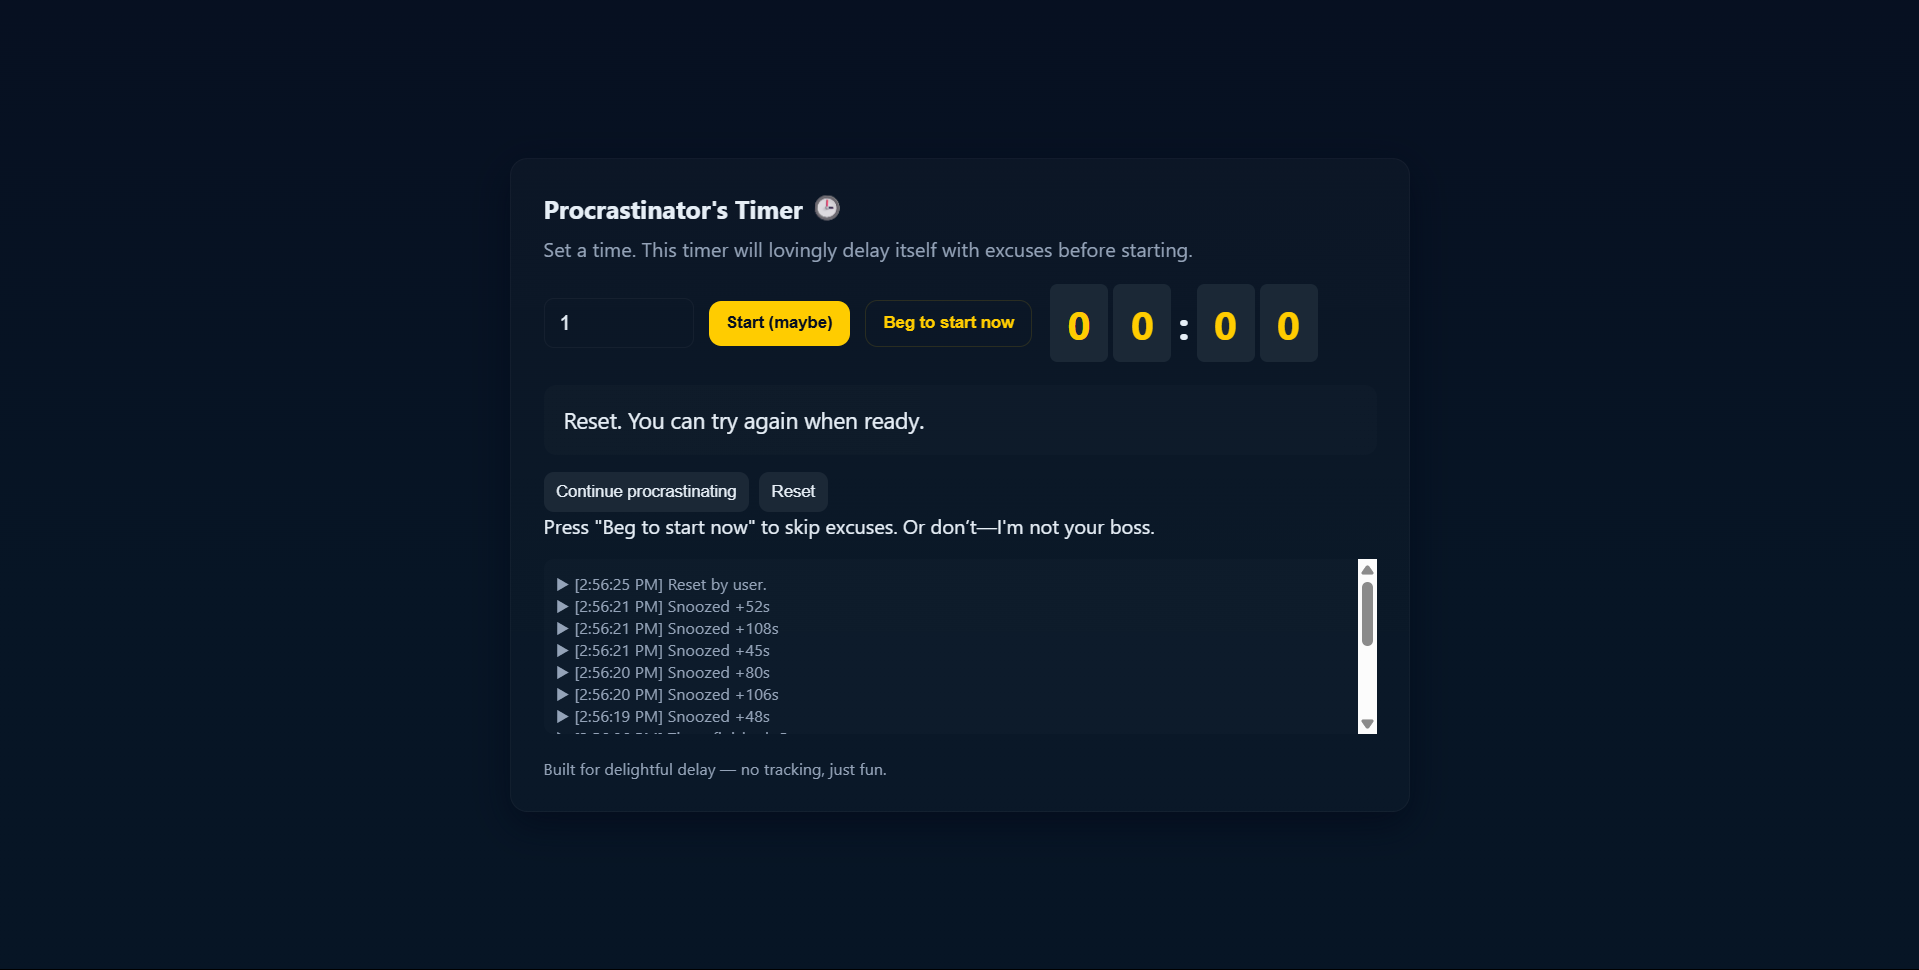 Procrastinator's Timer
Set a time. This timer will lovingly delay itself with excuses before starting.
1 Start (maybe) Beg to start now 0 0 : 0 0
Reset. You can try again when ready.
Continue procrastinating Reset
Press "Beg to start now" to skip excuses. Or don’t—I'm not your boss.
▶ [2:56:25 PM] Reset by user.
▶ [2:56:21 PM] Snoozed +52s
▶ [2:56:21 PM] Snoozed +108s
▶ [2:56:21 PM] Snoozed +45s
▶ [2:56:20 PM] Snoozed +80s
▶ [2:56:20 PM] Snoozed +106s
▶ [2:56:19 PM] Snoozed +48s
Built for delightful delay — no tracking, just fun.